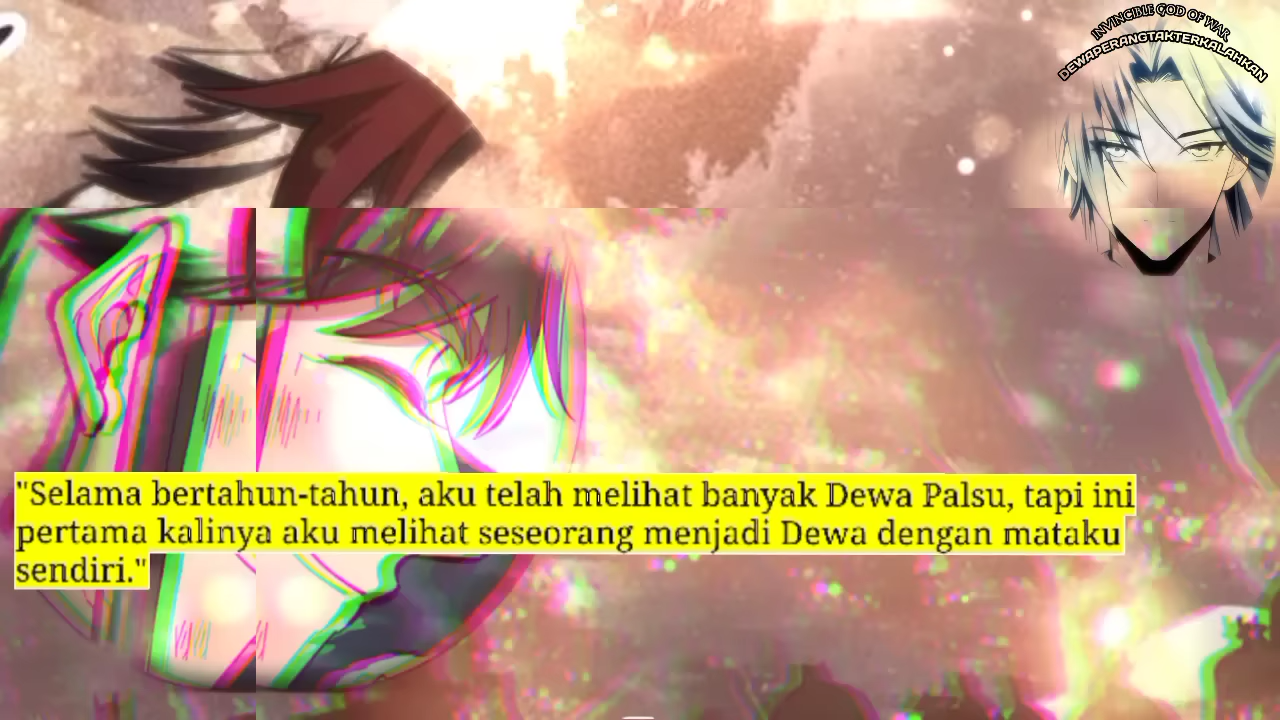 INVINCIBLE GOD OF WAR
DEWAPERANGTAKTERKALAHKAN
"Selama bertahun-tahun, aku telah melihat banyak Dewa Palsu, tapi ini
pertama kalinya aku melihat seseorang menjadi Dewa dengan mataku
sendiri."